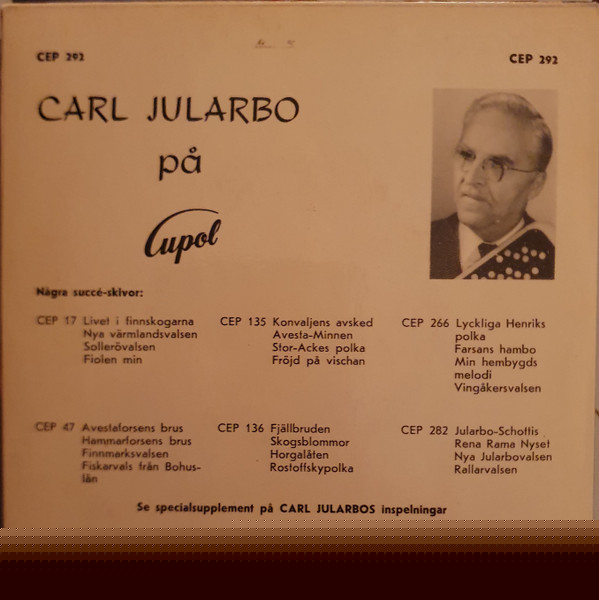 CEP 292
CEP 292
CARL JULARBO
på
Cupol
Några succé-skivor:
CEP 17 Livet i finnskogarna
Nya värmlandsvalsen
Sollerövalsen
Fiolen min
CEP 135 Konvaljens avsked
Avesta-Minnen
Stor-Ackes polka
Fröjd på vischan
CEP 266 Lyckliga Henriks
polka
Farsans hambo
Min hembygds
melodi
Vingåkersvalsen
CEP 47 Avestaforsens brus
Hammarforsens brus
Finnmarksvalsen
Fiskarvals från Bohus-
län
CEP 136 Fjällbruden
Skogsblommor
Horgalåten
Rostoffskypolka
CEP 282 Jularbo-Schottis
Rena Rama Nyset
Nya Jularbovalsen
Rallarvalsen
Se specialsupplement på CARL JULARBOS inspelningar